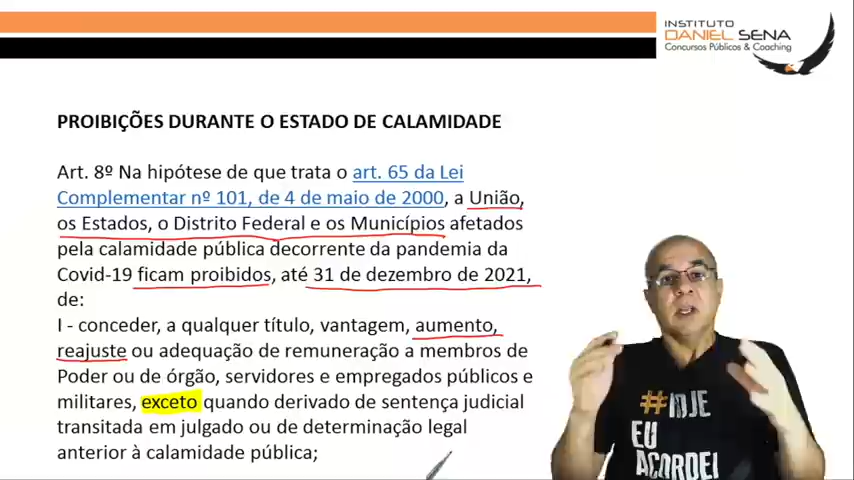 INSTITUTO
DANIEL SENA
Concursos Públicos & Coaching
PROIBIÇÕES DURANTE O ESTADO DE CALAMIDADE
Art. 8º Na hipótese de que trata o art. 65 da Lei
Complementar nº 101, de 4 de maio de 2000, a União,
os Estados, o Distrito Federal e os Municípios afetados
pela calamidade pública decorrente da pandemia da
Covid-19 ficam proibidos, até 31 de dezembro de 2021,
de:
I - conceder, a qualquer título, vantagem, aumento,
reajuste ou adequação de remuneração a membros de
Poder ou de órgão, servidores e empregados públicos e
militares, exceto quando derivado de sentença judicial
transitada em julgado ou de determinação legal
anterior à calamidade pública;
EU
ACORDEI